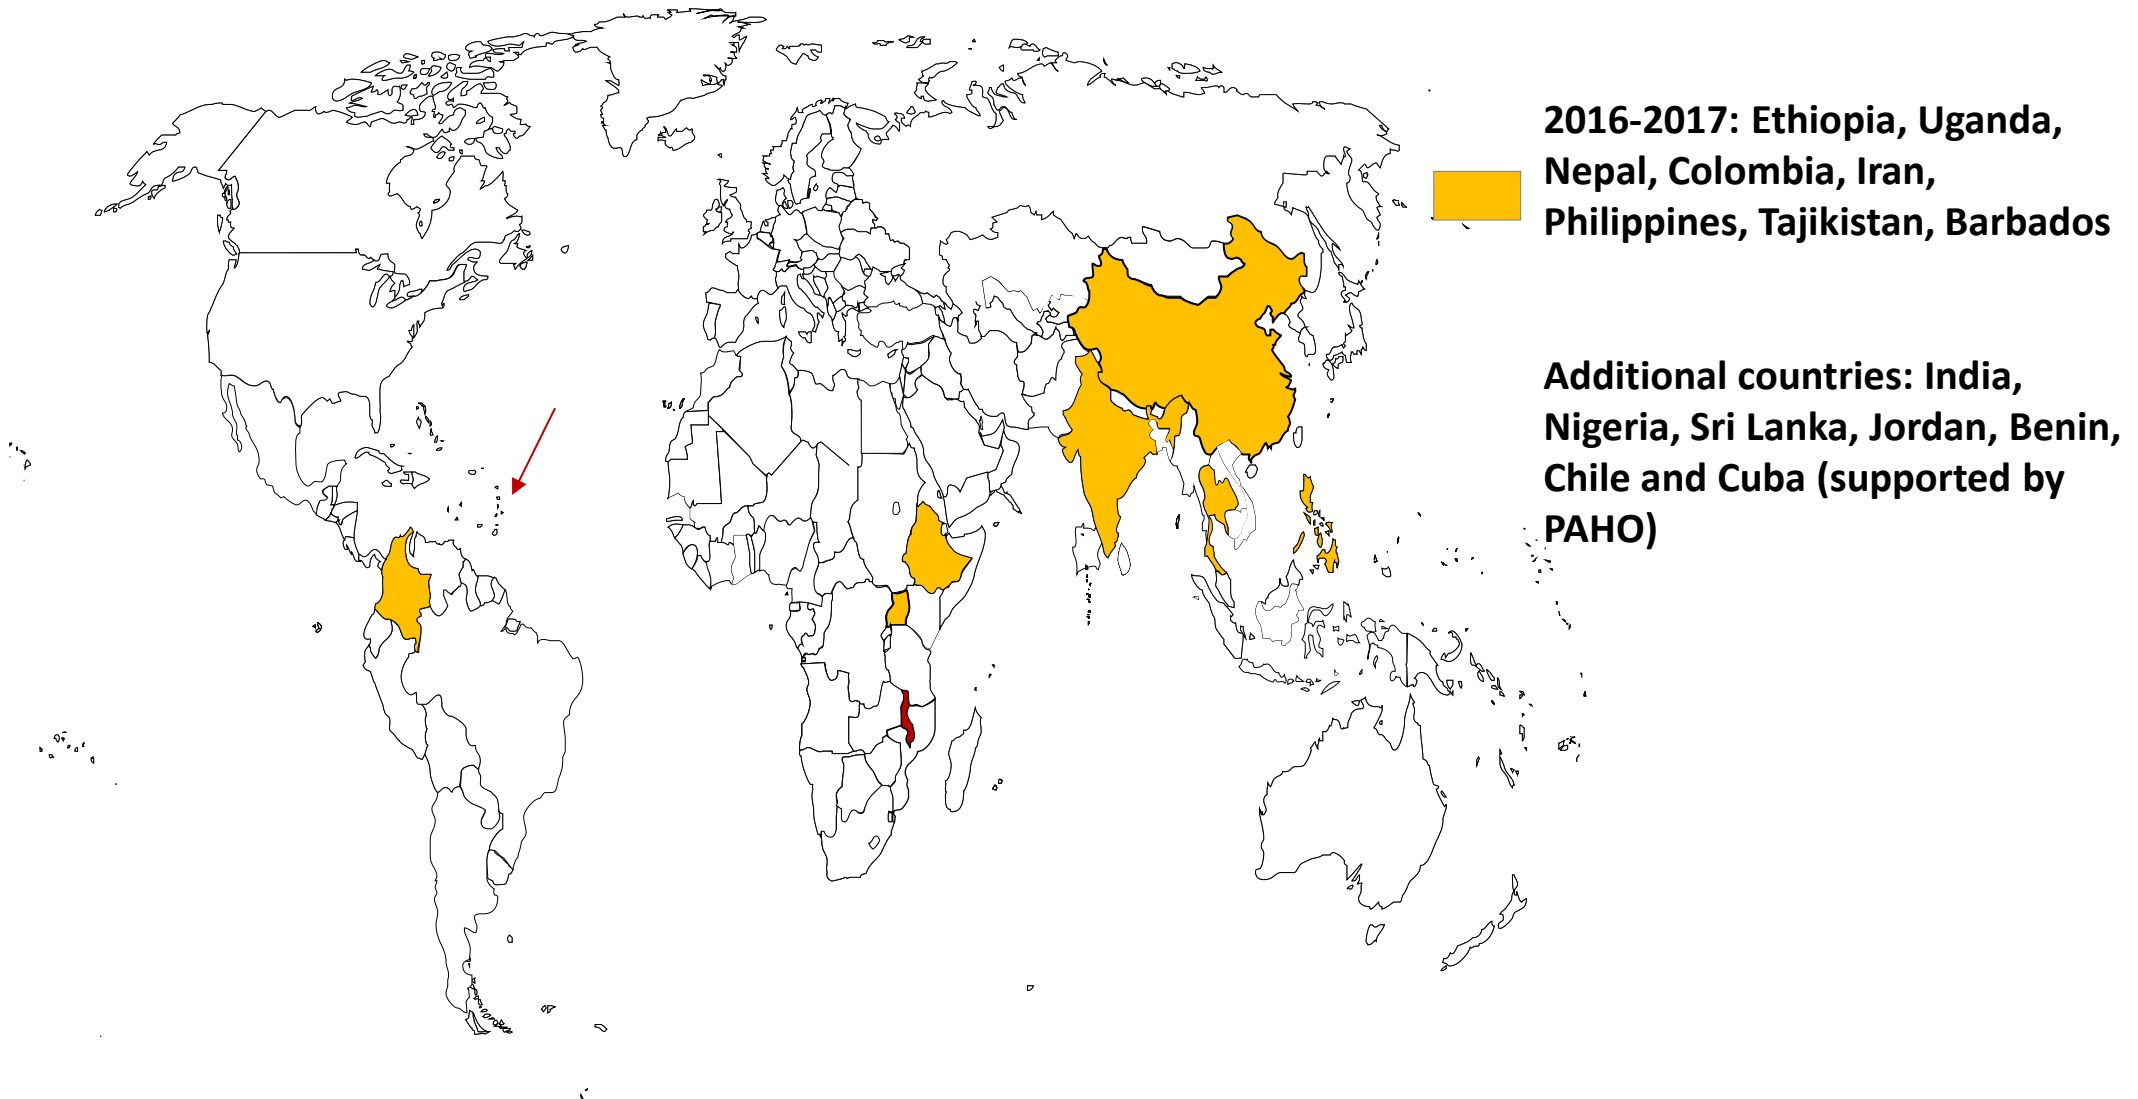 2016-2017: Ethiopia, Uganda,
Nepal, Colombia, Iran,
Philippines, Tajikistan, Barbados
Additional countries: India,
Nigeria, Sri Lanka, Jordan, Benin,
Chile and Cuba (supported by
PAHO)